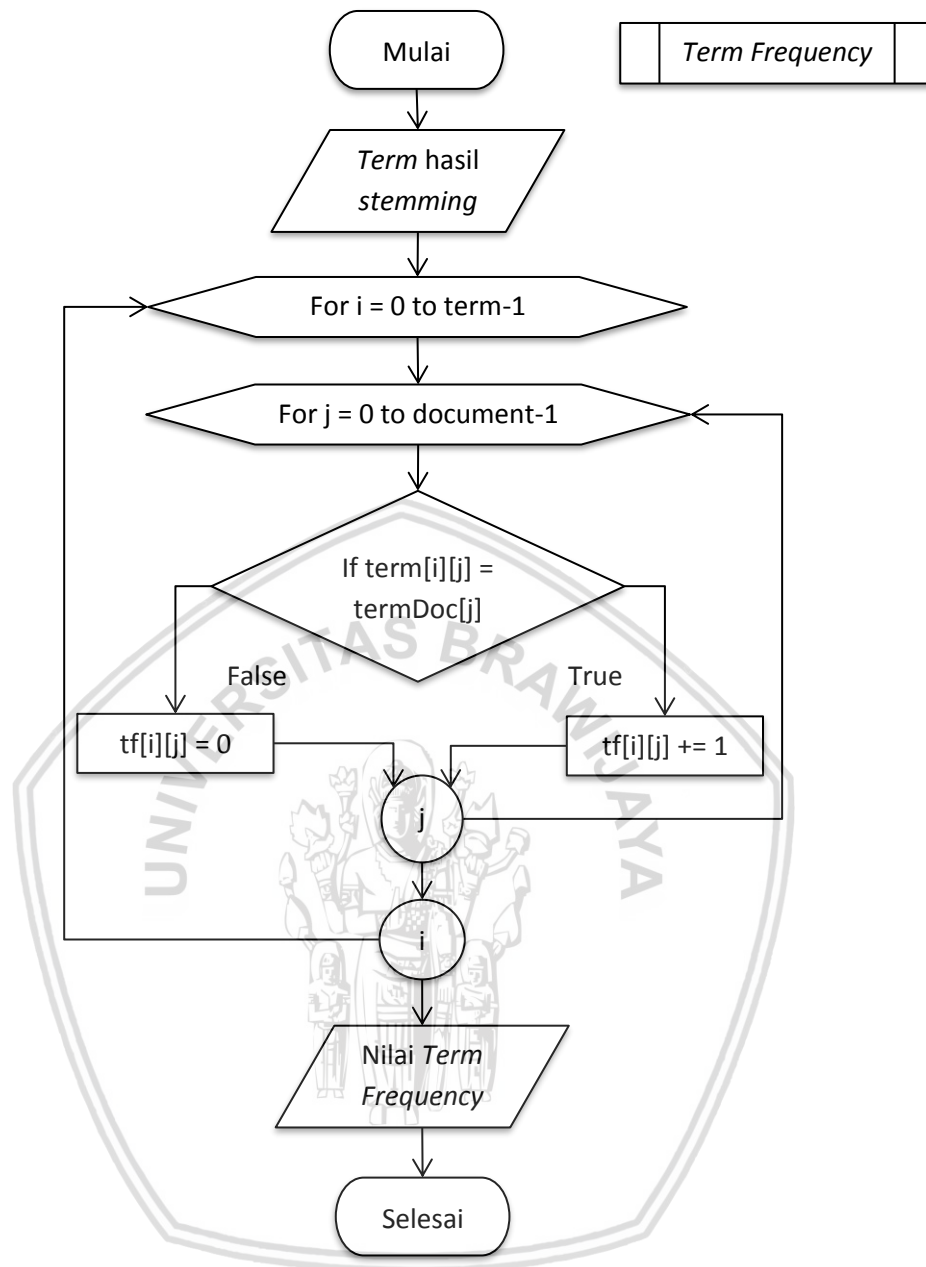 Mulai
Term Frequency
Term hasil
stemming
For i = 0 to term-1
For j = 0 to document-1
If term[i][j] =
termDoc[j]
False
True
tf[i][j] = 0
tf[i][j] += 1
j
i
Nilai Term
Frequency
Selesai
UNIVERSITAS BRAWIJAYA